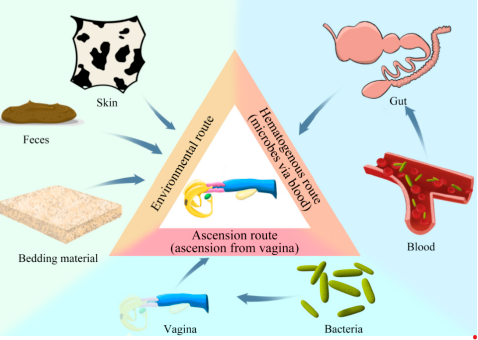 Skin
Gut
Feces
Environmental route
Hematogenous route
(microbes via blood)
Ascension route
(ascension from vagina)
Bedding material
Blood
Vagina
Bacteria